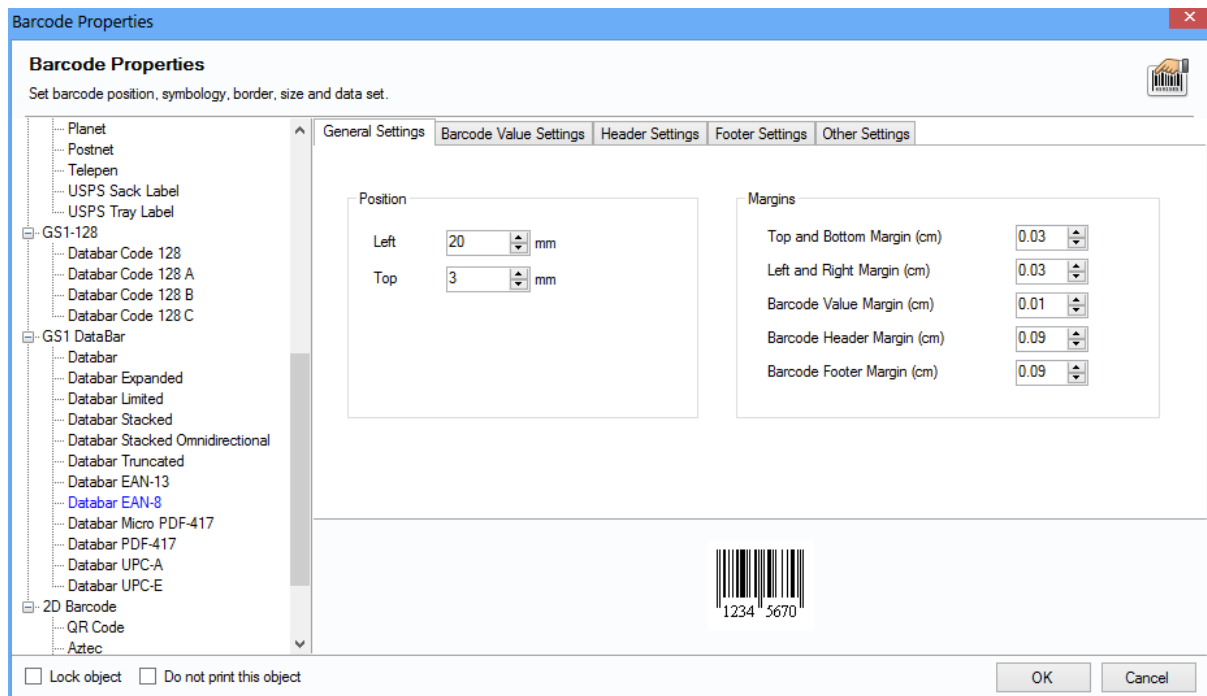 Barcode Properties
Barcode Properties
Set barcode position, symbology, border, size and data set.
Planet
Postnet
Telepen
USPS Sack Label
USPS Tray Label
GS1-128
Databar Code 128
Databar Code 128 A
Databar Code 128 B
Databar Code 128 C
GS1 DataBar
Databar
Databar Expanded
Databar Limited
Databar Stacked
Databar Stacked Omnidirectional
Databar Truncated
Databar EAN-13
Databar EAN-8
Databar Micro PDF-417
Databar PDF-417
Databar UPC-A
Databar UPC-E
2D Barcode
QR Code
Aztec
General Settings Barcode Value Settings Header Settings Footer Settings Other Settings
Position
Left 20 mm
Top 3 mm
Margins
Top and Bottom Margin (cm) 0.03
Left and Right Margin (cm) 0.03
Barcode Value Margin (cm) 0.01
Barcode Header Margin (cm) 0.09
Barcode Footer Margin (cm) 0.09
1234 5670
Lock object Do not print this object
OK Cancel